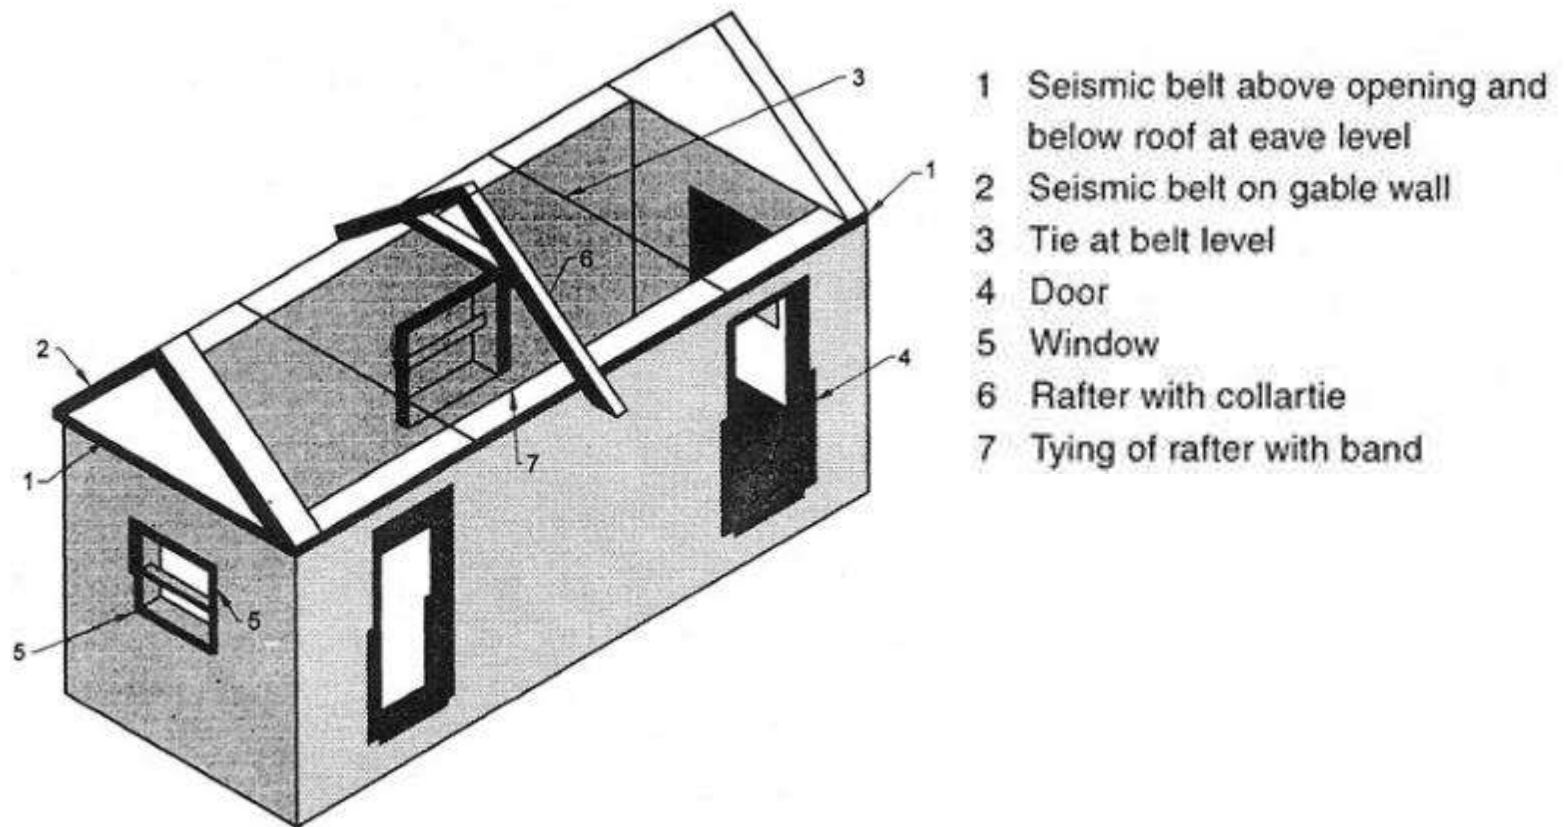 3
1
6
2
4
7
1
5
5
1 Seismic belt above opening and
below roof at eave level
2 Seismic belt on gable wall
3 Tie at belt level
4 Door
5 Window
6 Rafter with collartie
7 Tying of rafter with band